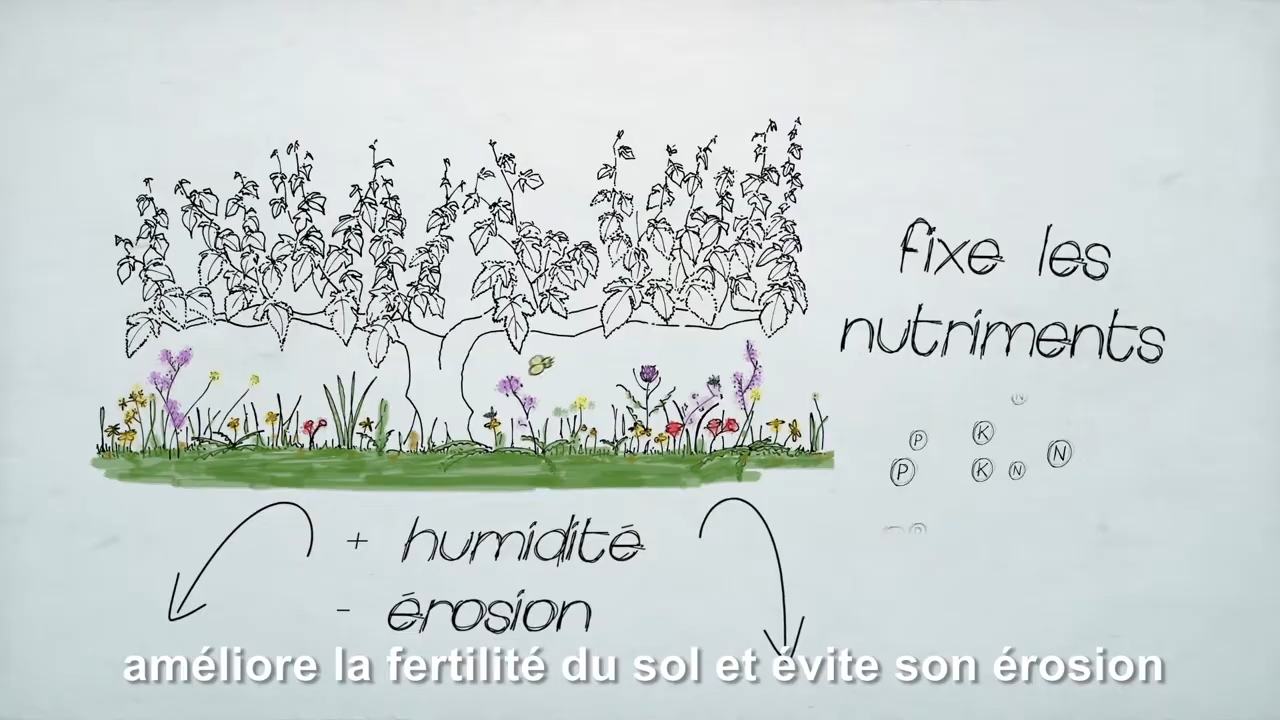 fixe les
nutriments
N
P K N
P K N
+ humidité
- érosion
améliore la fertilité du sol et évite son érosion